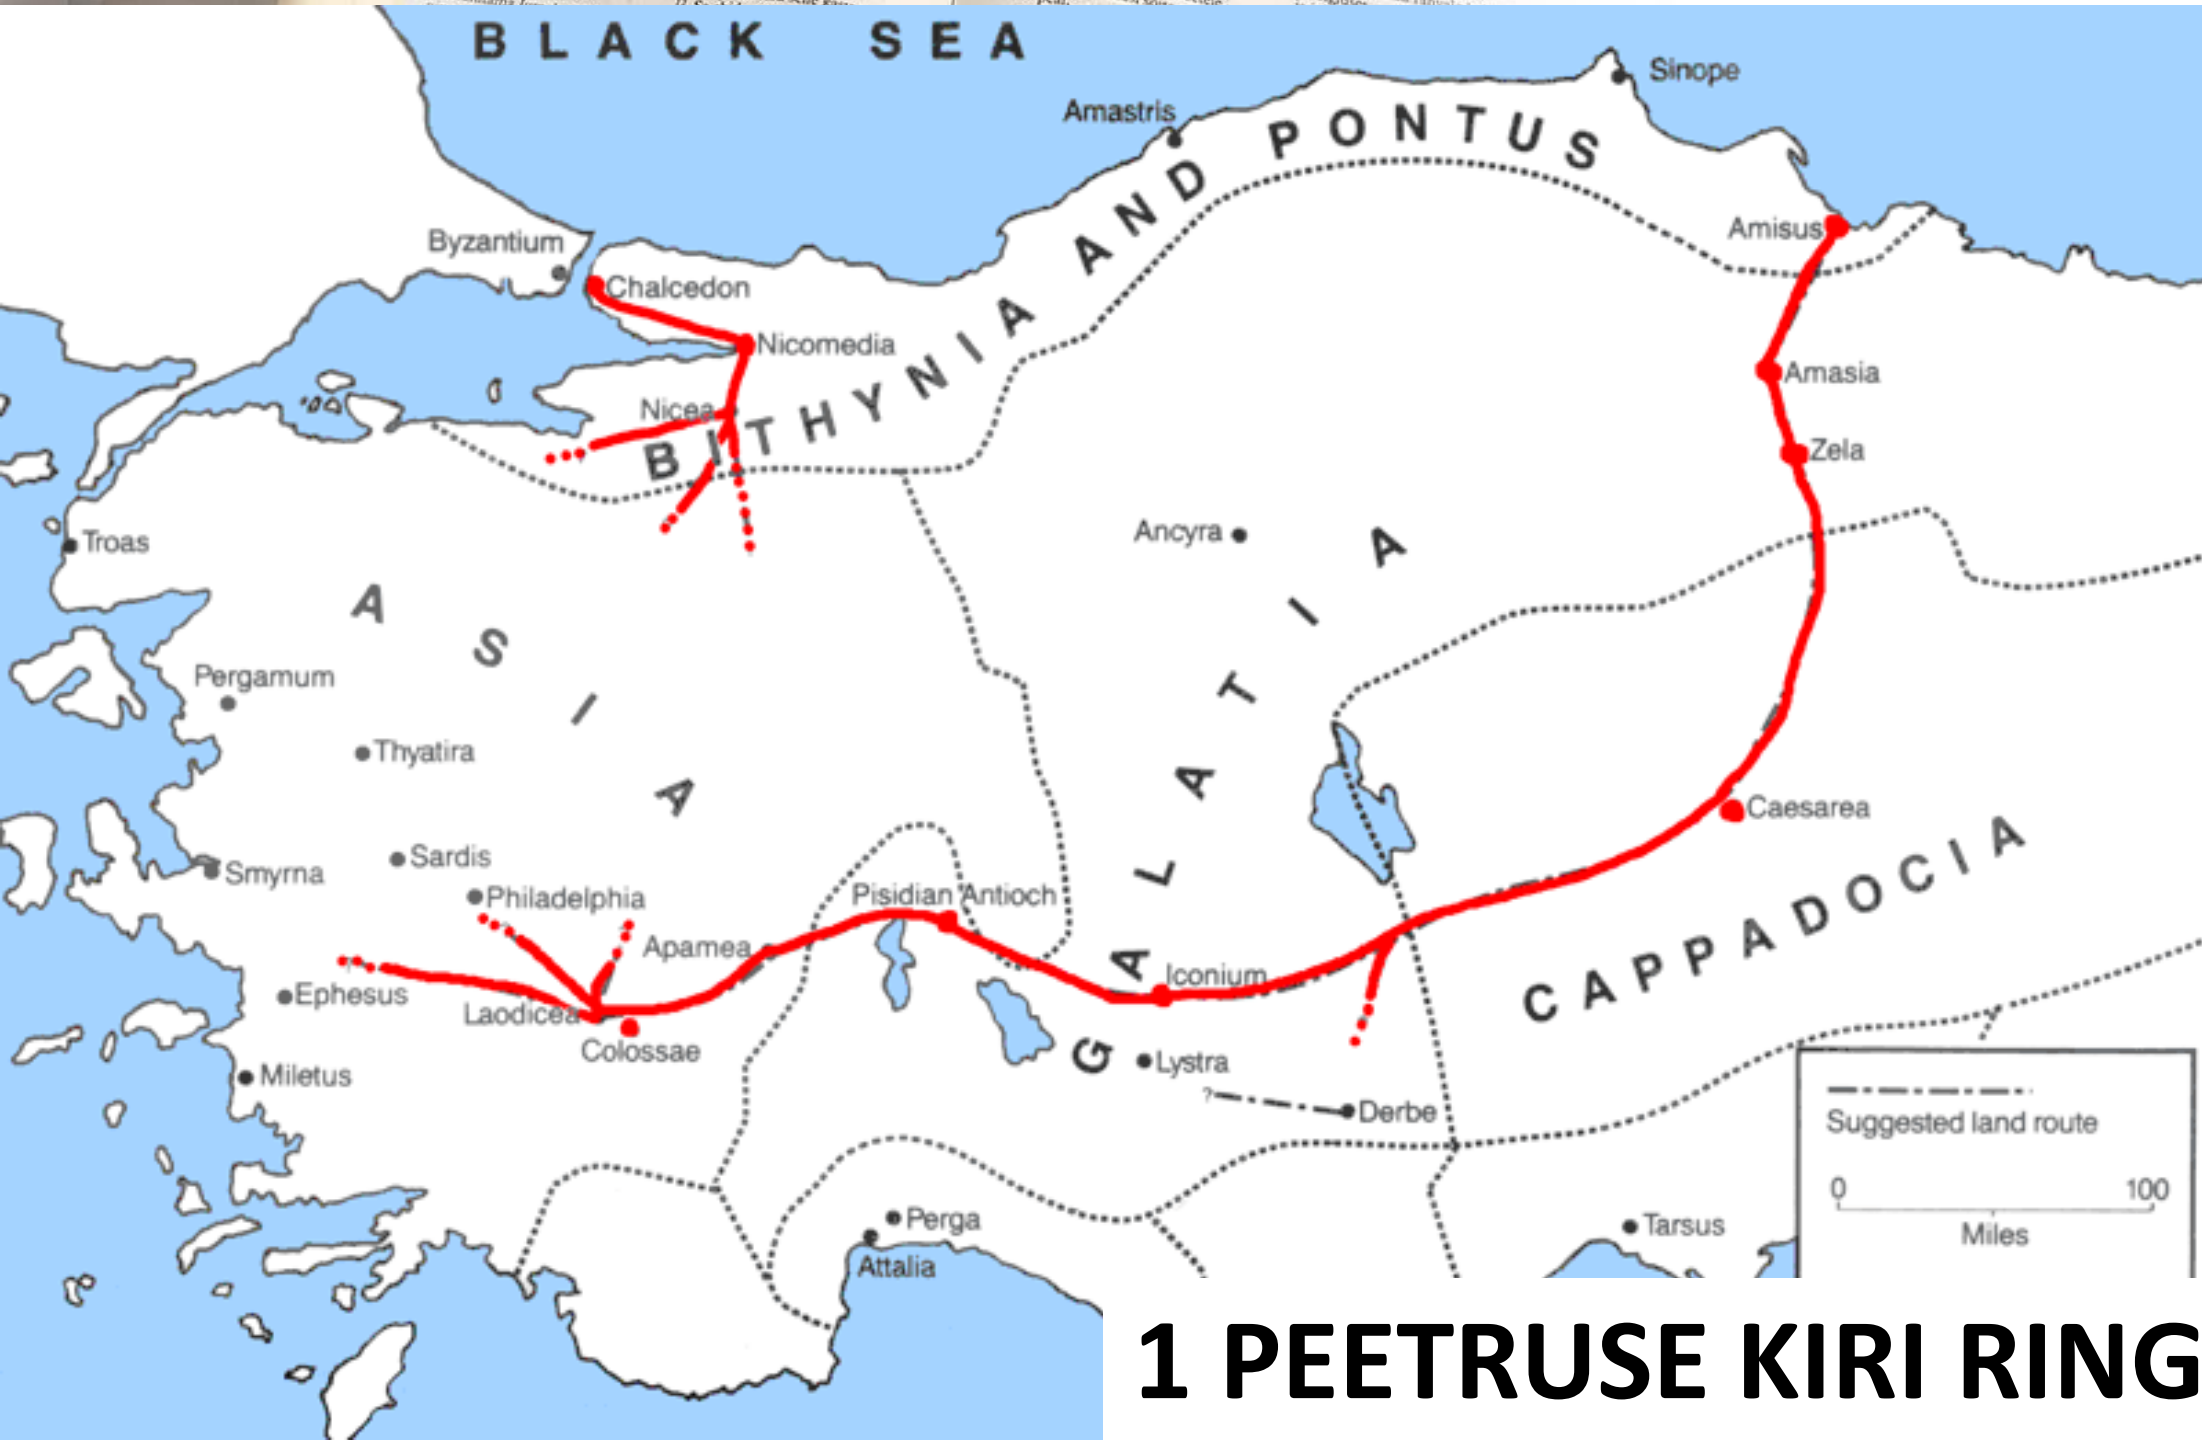 BLACK SEA
Sinope
Amastris
BITHYNIA AND PONTUS
Amisus
Byzantium
Chalcedon
Nicomedia
Amasia
Nicea
Zela
Ancyra
Troas
ASIA
GALATIA
Pergamum
Thyatira
Caesarea
Sardis
Smyrna
Philadelphia
Pisidian Antioch
CAPPADOCIA
Apamea
Iconium
Ephesus
Laodicea
Colossae
Lystra
Miletus
?
Derbe
Suggested land route
0 100
Miles
Perga
Tarsus
Attalia
1 PEETRUSE KIRI RING